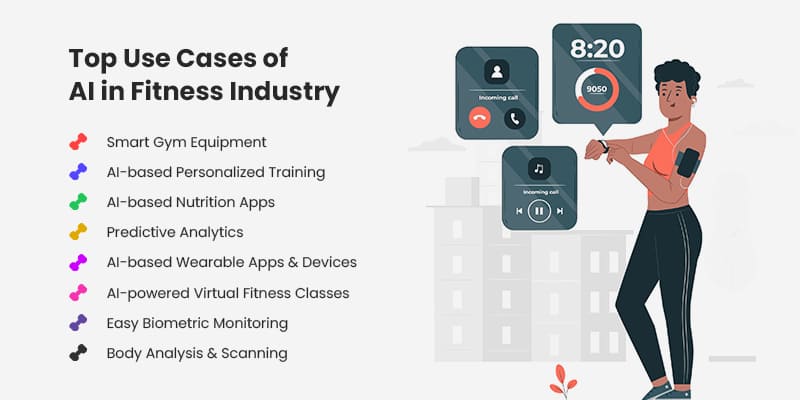 Top Use Cases of
AI in Fitness Industry
Smart Gym Equipment
AI-based Personalized Training
AI-based Nutrition Apps
Predictive Analytics
AI-based Wearable Apps & Devices
AI-powered Virtual Fitness Classes
Easy Biometric Monitoring
Body Analysis & Scanning
Incoming call
8:20
9050
Incoming call